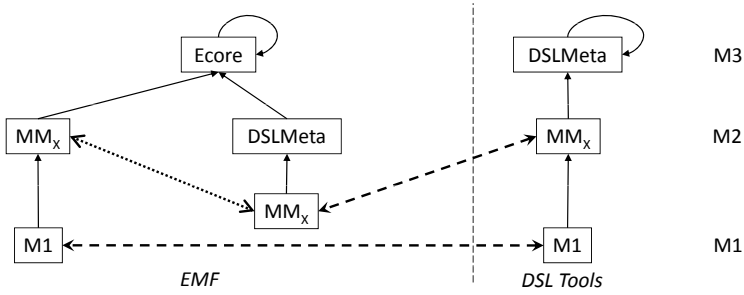 Ecore
DSLMeta
M3
MMX
DSLMeta
MMX
M2
MMX
M1
M1
M1
EMF
DSL Tools